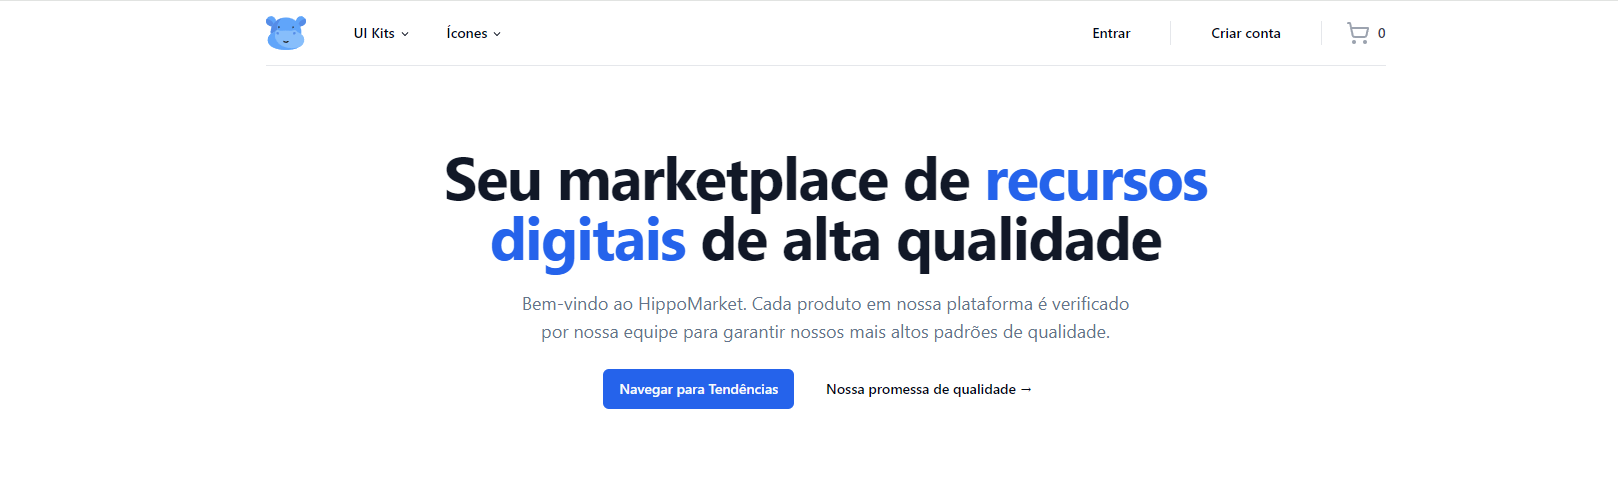 UI Kits Ícones Entrar Criar conta 0
Seu marketplace de recursos
digitais de alta qualidade
Bem-vindo ao HippoMarket. Cada produto em nossa plataforma é verificado
por nossa equipe para garantir nossos mais altos padrões de qualidade.
Navegar para Tendências Nossa promessa de qualidade →